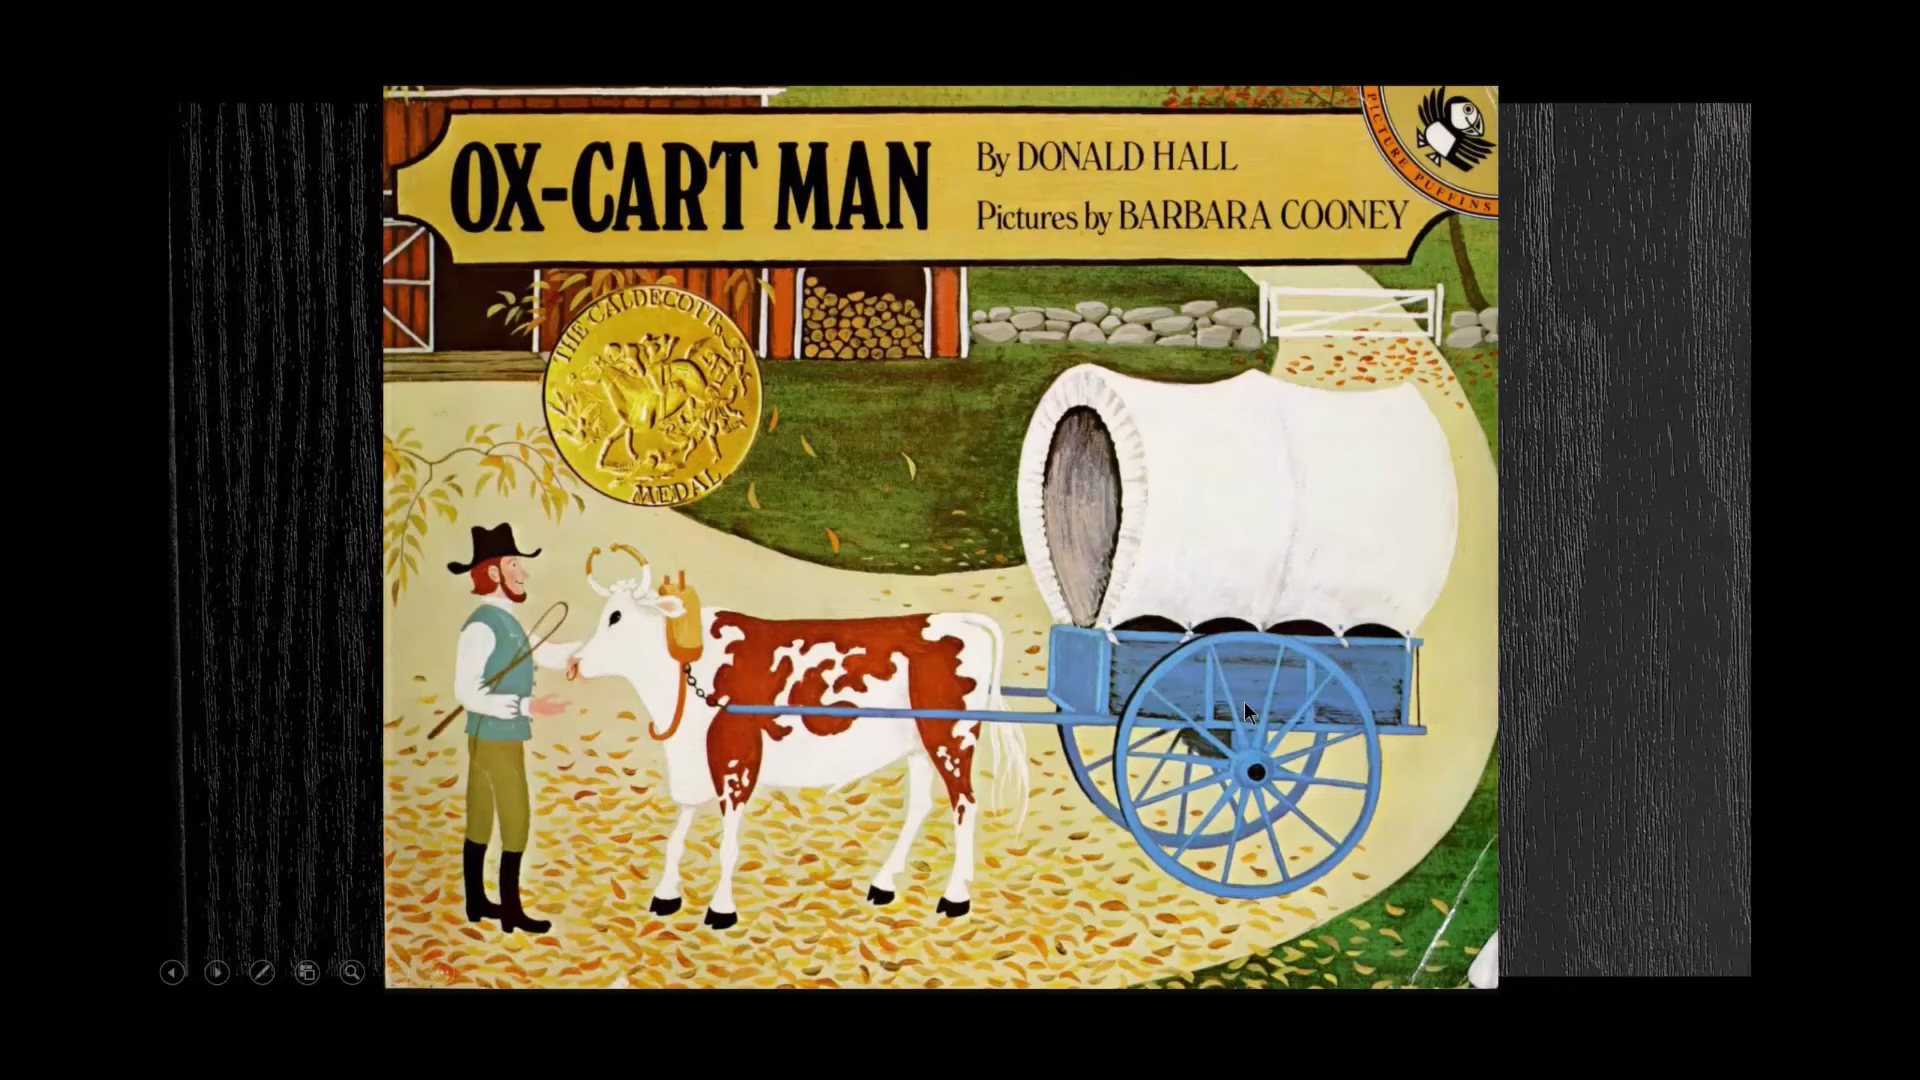 OX-CART MAN
By DONALD HALL
Pictures by BARBARA COONEY
PICTURE PUFFINS
THE CALDECOTT
MEDAL